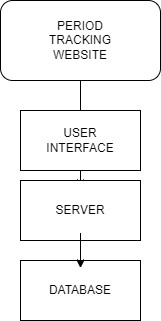 PERIOD
TRACKING
WEBSITE
USER
INTERFACE
SERVER
DATABASE